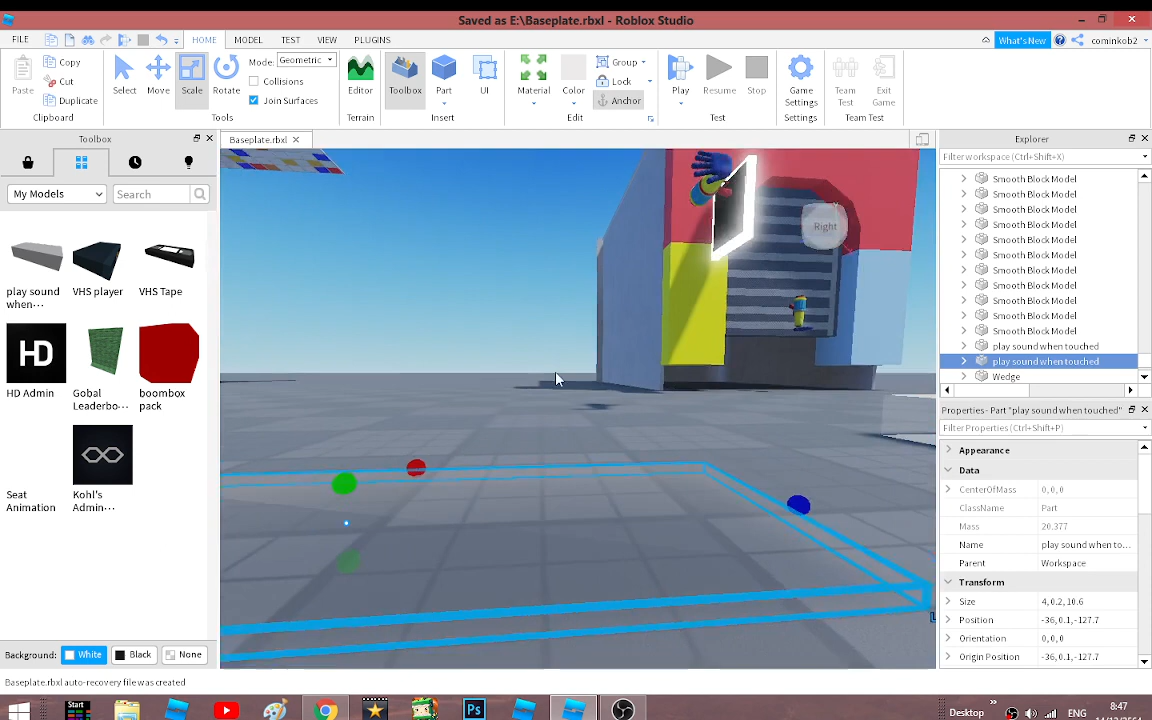 Saved as E:\Baseplate.rbxl - Roblox Studio
FILE HOME MODEL TEST VIEW PLUGINS What's New cominkob2
Paste Copy Cut Duplicate Clipboard
Select Move Scale Rotate Mode: Geometric Collisions Join Surfaces Tools
Editor Terrain
Toolbox Part UI Insert
Material Color Group Lock Anchor Edit
Play Resume Stop Test
Game Settings Settings
Team Test Exit Game Team Test
Toolbox
My Models Search
play sound when··· VHS player VHS Tape
HD
HD Admin Gobal Leaderbo··· boombox pack
Seat Animation Kohl's Admin···
Background: White Black None
Baseplate.rbxl
Right
Explorer
Filter workspace (Ctrl+Shift+X)
Smooth Block Model
Smooth Block Model
Smooth Block Model
Smooth Block Model
Smooth Block Model
Smooth Block Model
Smooth Block Model
Smooth Block Model
Smooth Block Model
Smooth Block Model
Smooth Block Model
play sound when touched
play sound when touched
Wedge
Properties - Part "play sound when touched"
Filter Properties (Ctrl+Shift+P)
Appearance
Data
CenterOfMass 0,0,0
ClassName Part
Mass 20.377
Name play sound when to...
Parent Workspace
Transform
Size 4,0.2,10.6
Position -36,0.1,-127.7
Orientation 0,0,0
Origin Position -36,0.1,-127.7
Baseplate.rbxl auto-recovery file was created
Start Ps Desktop ENG 8:47